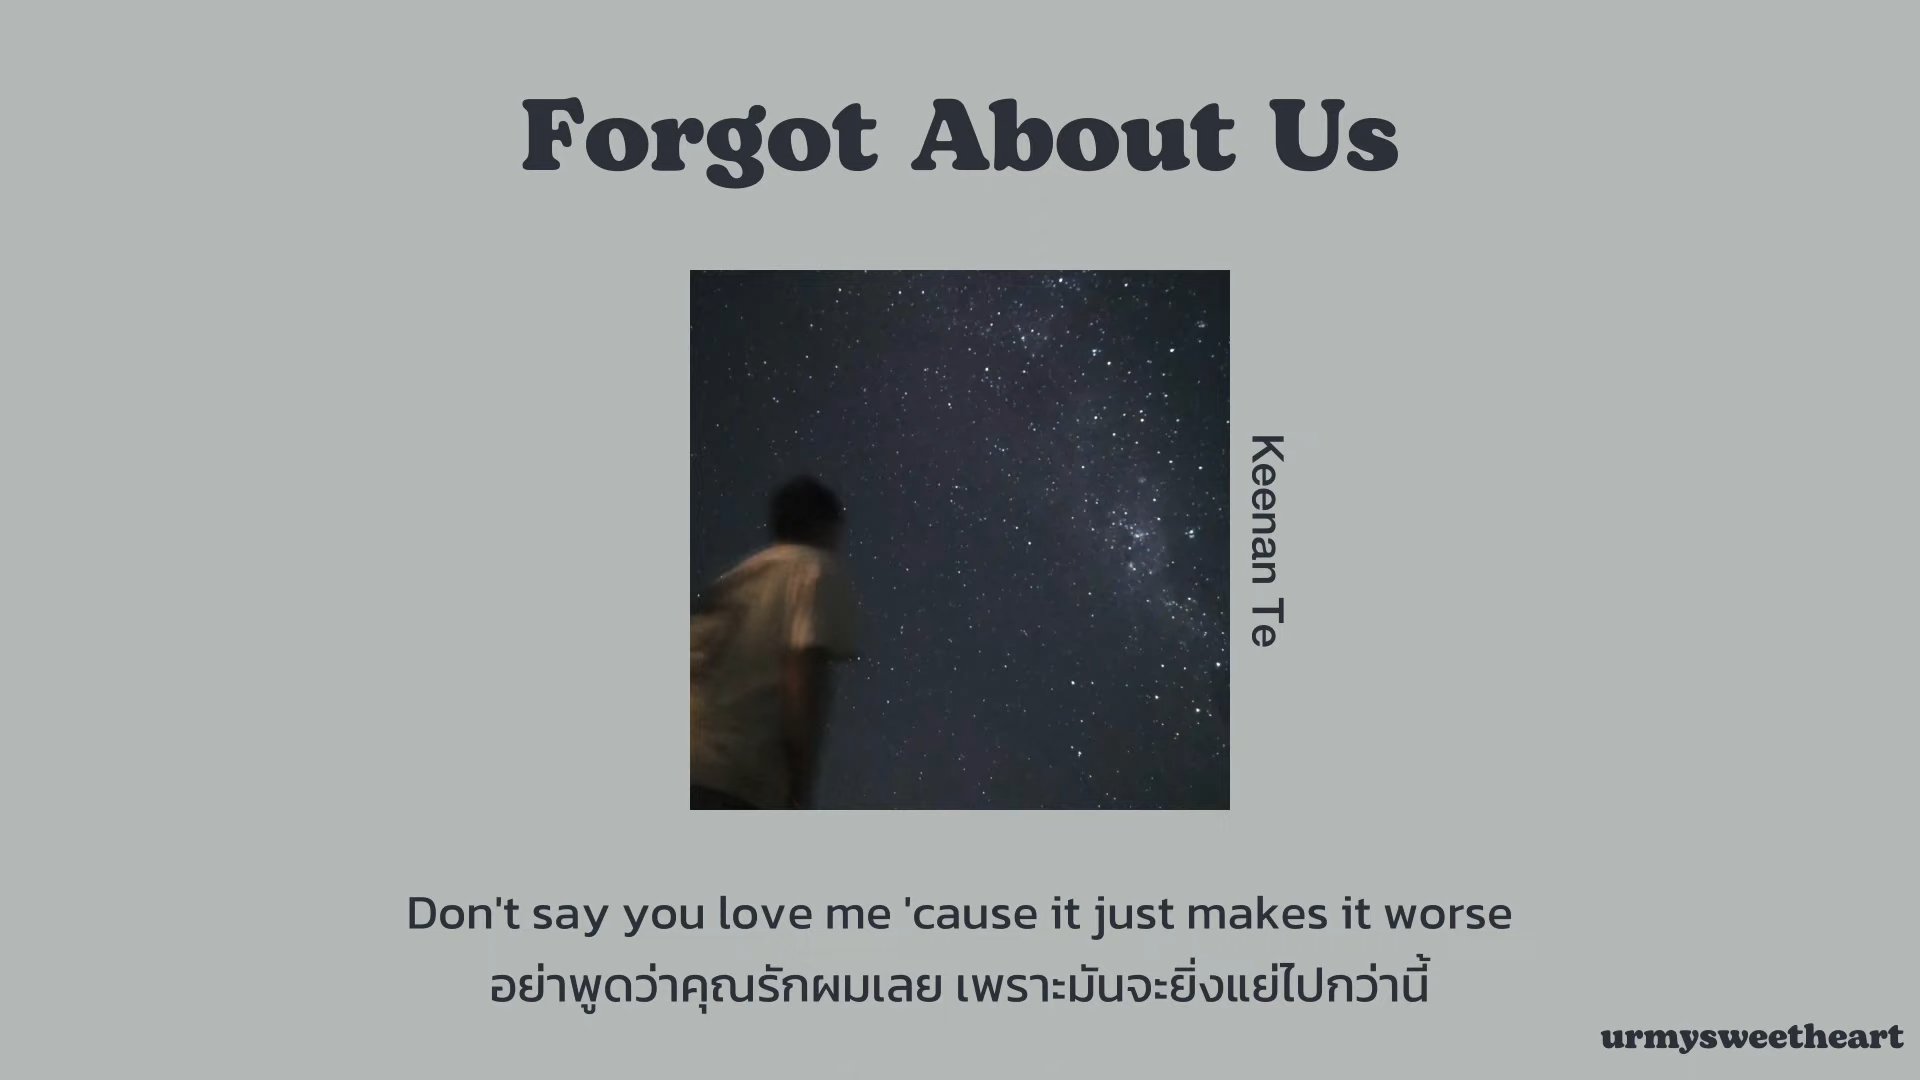 Forgot About Us
Keenan Te
Don't say you love me 'cause it just makes it worse
อย่าพูดว่าคุณรักผมเลย เพราะมันจะยิ่งแย่ไปกว่านี้
urmysweetheart